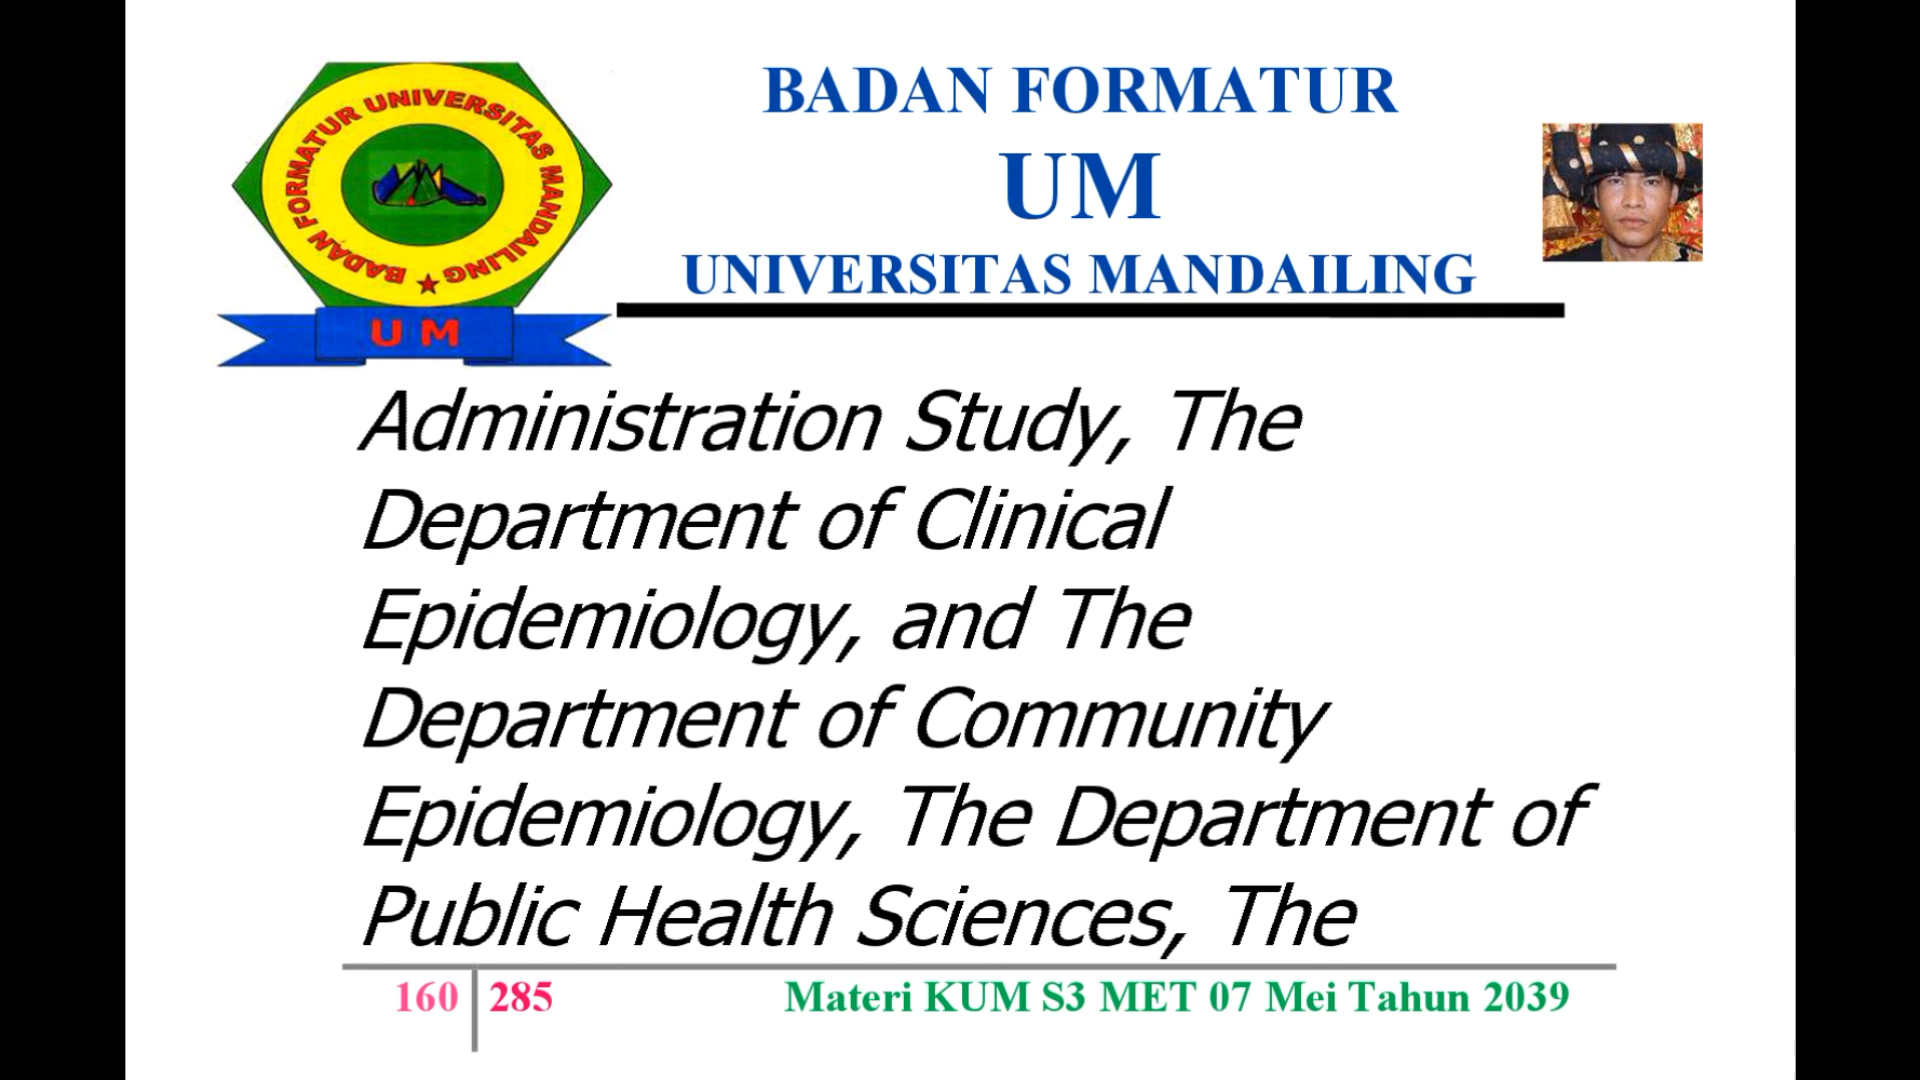 BADAN FORMATUR UNIVERSITAS MANDAILING
U M
BADAN FORMATUR
UM
UNIVERSITAS MANDAILING
Administration Study, The
Department of Clinical
Epidemiology, and The
Department of Community
Epidemiology, The Department of
Public Health Sciences, The
160 285 Materi KUM S3 MET 07 Mei Tahun 2039